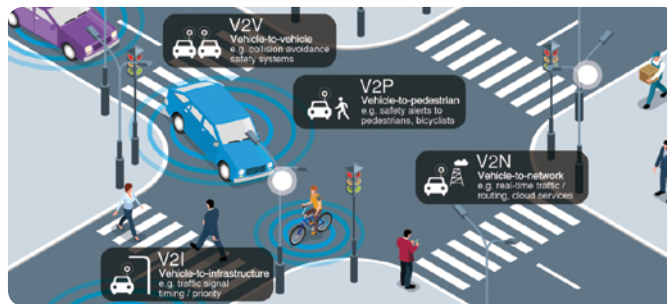 V2V
Vehicle-to-vehicle
e.g. collision avoidance
safety systems
V2P
Vehicle-to-pedestrian
e.g. safety alerts to
pedestrians, bicyclists
V2N
Vehicle-to-network
e.g. real-time traffic /
routing, cloud services
V2I
Vehicle-to-infrastructure
e.g. traffic signal
timing / priority